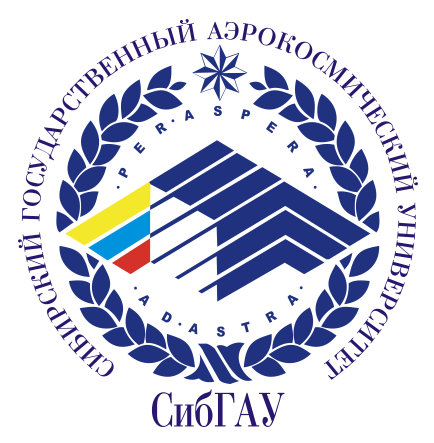 СИБИРСКИЙ ГОСУДАРСТВЕННЫЙ АЭРОКОСМИЧЕСКИЙ УНИВЕРСИТЕТ
·PER·ASPERA·
·AD·ASTRA·
СибГАУ